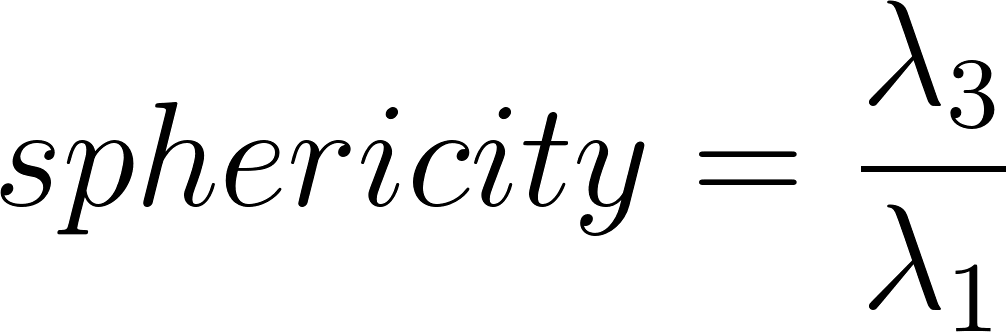 sphericity = λ₃ / λ₁